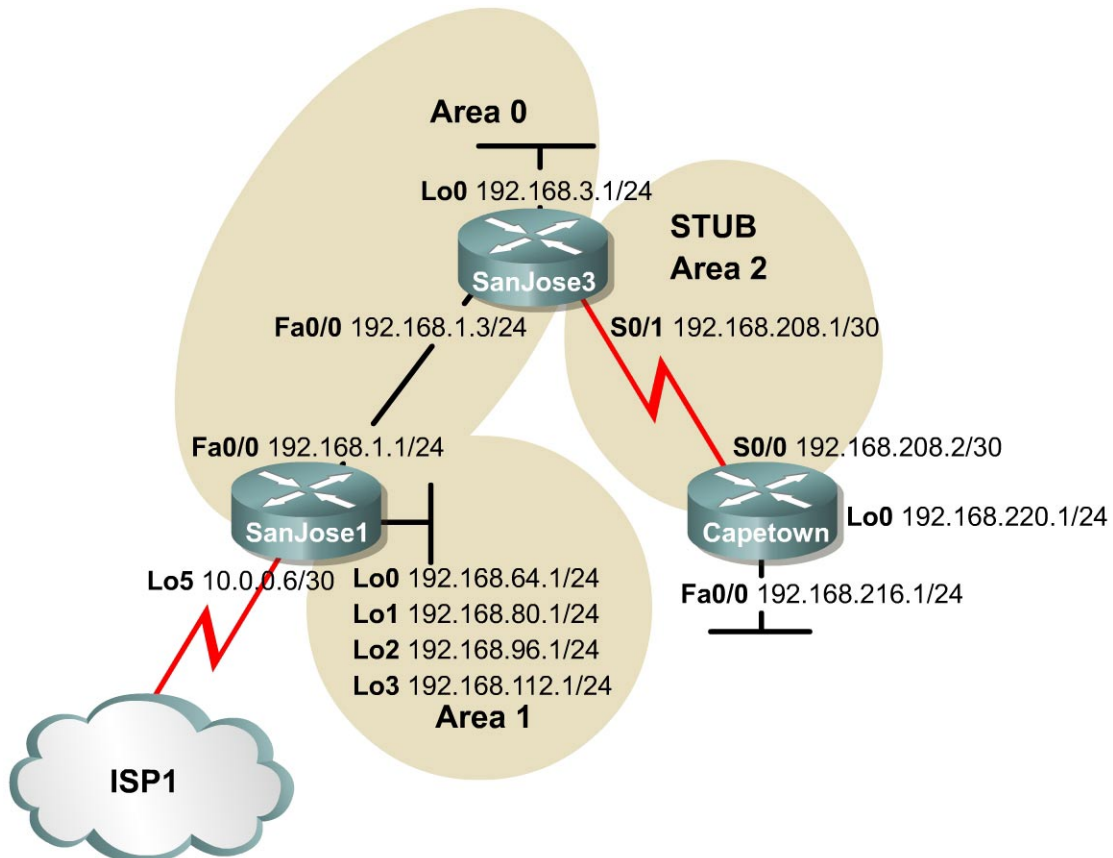 Area 0
Lo0 192.168.3.1/24
STUB
Area 2
SanJose3
Fa0/0 192.168.1.3/24
S0/1 192.168.208.1/30
Fa0/0 192.168.1.1/24
S0/0 192.168.208.2/30
SanJose1
Capetown
Lo0 192.168.220.1/24
Lo5 10.0.0.6/30
Lo0 192.168.64.1/24
Lo1 192.168.80.1/24
Lo2 192.168.96.1/24
Lo3 192.168.112.1/24
Fa0/0 192.168.216.1/24
Area 1
ISP1